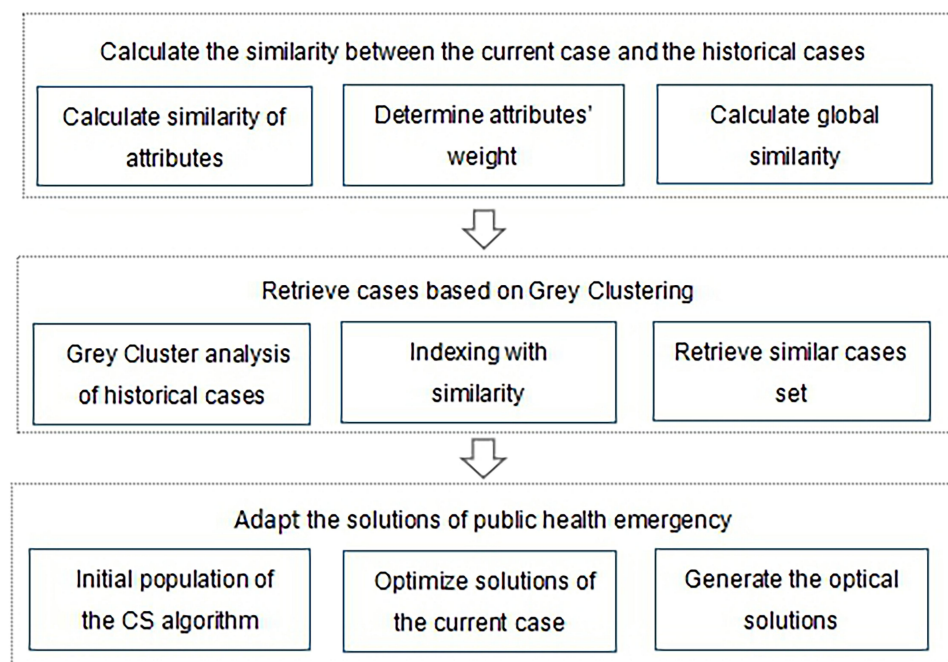 Calculate the similarity between the current case and the historical cases
Calculate similarity of
attributes
Determine attributes'
weight
Calculate global
similarity
Retrieve cases based on Grey Clustering
Grey Cluster analysis
of historical cases
Indexing with
similarity
Retrieve similar cases
set
Adapt the solutions of public health emergency
Initial population of
the CS algorithm
Optimize solutions of
the current case
Generate the optical
solutions